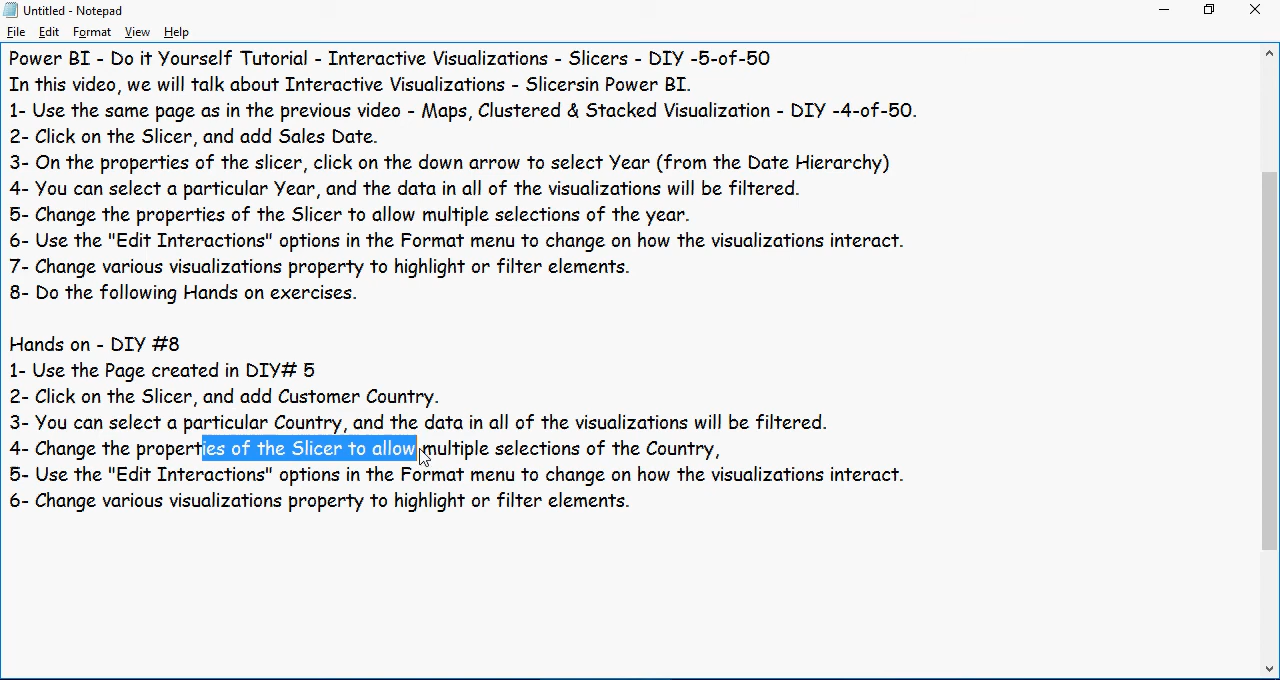 Untitled - Notepad
File Edit Format View Help
Power BI - Do it Yourself Tutorial - Interactive Visualizations - Slicers - DIY -5-of-50
In this video, we will talk about Interactive Visualizations - Slicersin Power BI.
1- Use the same page as in the previous video - Maps, Clustered & Stacked Visualization - DIY -4-of-50.
2- Click on the Slicer, and add Sales Date.
3- On the properties of the slicer, click on the down arrow to select Year (from the Date Hierarchy)
4- You can select a particular Year, and the data in all of the visualizations will be filtered.
5- Change the properties of the Slicer to allow multiple selections of the year.
6- Use the "Edit Interactions" options in the Format menu to change on how the visualizations interact.
7- Change various visualizations property to highlight or filter elements.
8- Do the following Hands on exercises.
Hands on - DIY #8
1- Use the Page created in DIY# 5
2- Click on the Slicer, and add Customer Country.
3- You can select a particular Country, and the data in all of the visualizations will be filtered.
4- Change the properties of the Slicer to allow multiple selections of the Country,
5- Use the "Edit Interactions" options in the Format menu to change on how the visualizations interact.
6- Change various visualizations property to highlight or filter elements.